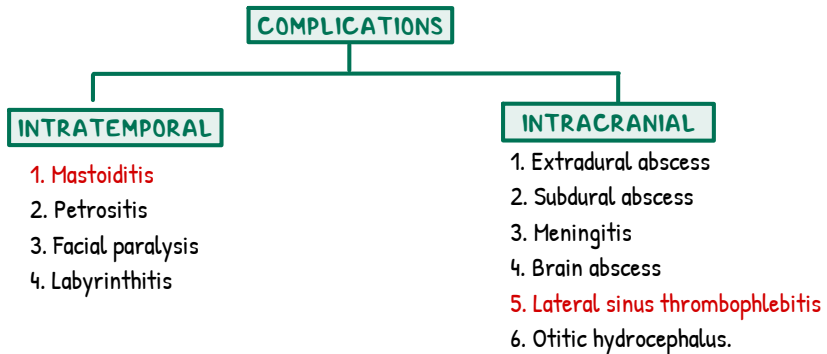 COMPLICATIONS
INTRATEMPORAL
1. Mastoiditis
2. Petrositis
3. Facial paralysis
4. Labyrinthitis
INTRACRANIAL
1. Extradural abscess
2. Subdural abscess
3. Meningitis
4. Brain abscess
5. Lateral sinus thrombophlebitis
6. Otitic hydrocephalus.